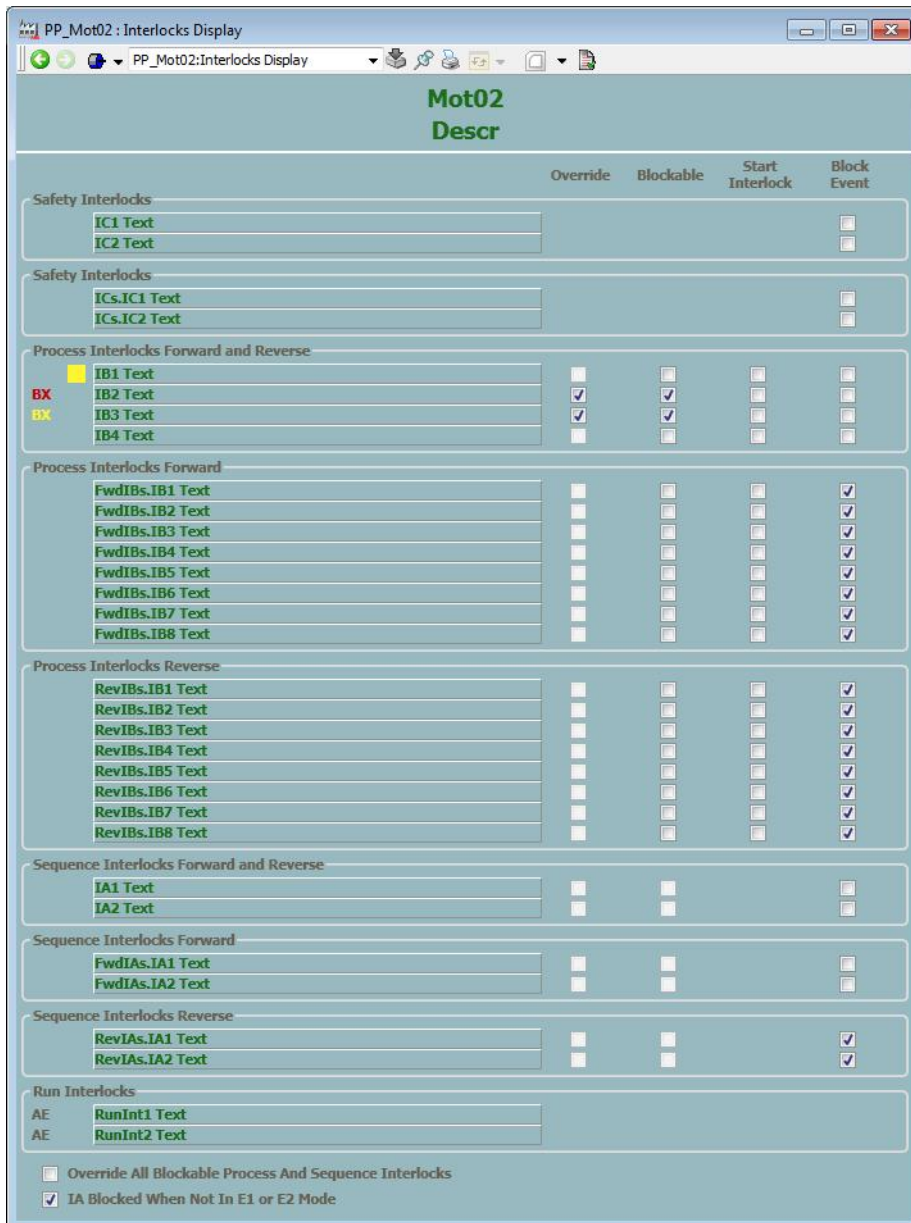 PP_Mot02 : Interlocks Display
PP_Mot02:Interlocks Display
Mot02
Descr
Override Blockable Start Interlock Block Event
Safety Interlocks
IC1 Text
IC2 Text
Safety Interlocks
ICs.IC1 Text
ICs.IC2 Text
Process Interlocks Forward and Reverse
IB1 Text
BX IB2 Text
BX IB3 Text
IB4 Text
Process Interlocks Forward
FwdIBs.IB1 Text
FwdIBs.IB2 Text
FwdIBs.IB3 Text
FwdIBs.IB4 Text
FwdIBs.IB5 Text
FwdIBs.IB6 Text
FwdIBs.IB7 Text
FwdIBs.IB8 Text
Process Interlocks Reverse
RevIBs.IB1 Text
RevIBs.IB2 Text
RevIBs.IB3 Text
RevIBs.IB4 Text
RevIBs.IB5 Text
RevIBs.IB6 Text
RevIBs.IB7 Text
RevIBs.IB8 Text
Sequence Interlocks Forward and Reverse
IA1 Text
IA2 Text
Sequence Interlocks Forward
FwdIAs.IA1 Text
FwdIAs.IA2 Text
Sequence Interlocks Reverse
RevIAs.IA1 Text
RevIAs.IA2 Text
Run Interlocks
AE RunInt1 Text
AE RunInt2 Text
Override All Blockable Process And Sequence Interlocks
IA Blocked When Not In E1 or E2 Mode